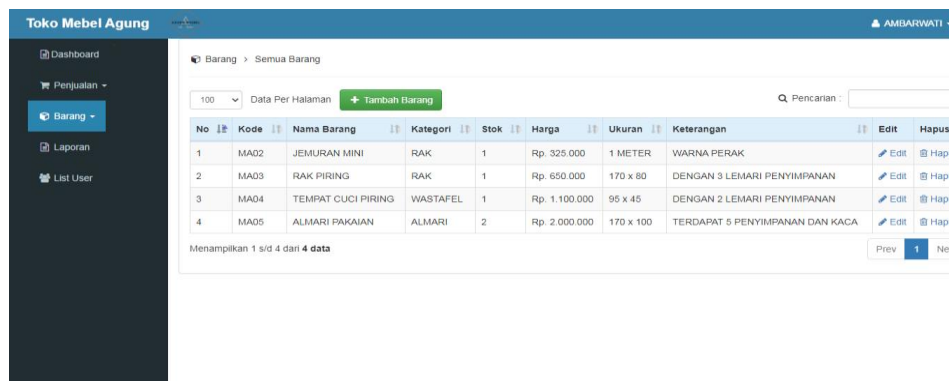 Toko Mebel Agung AMBARWATI
Dashboard
Penjualan
Barang
Laporan
List User
Barang > Semua Barang
100 Data Per Halaman + Tambah Barang Pencarian :
No Kode Nama Barang Kategori Stok Harga Ukuran Keterangan Edit Hapus
1 MA02 JEMURAN MINI RAK 1 Rp. 325.000 1 METER WARNA PERAK Edit Hap
2 MA03 RAK PIRING RAK 1 Rp. 650.000 170 x 80 DENGAN 3 LEMARI PENYIMPANAN Edit Hap
3 MA04 TEMPAT CUCI PIRING WASTAFEL 1 Rp. 1.100.000 95 x 45 DENGAN 2 LEMARI PENYIMPANAN Edit Hap
4 MA05 ALMARI PAKAIAN ALMARI 2 Rp. 2.000.000 170 x 100 TERDAPAT 5 PENYIMPANAN DAN KACA Edit Hap
Menampilkan 1 s/d 4 dari 4 data
Prev 1 Ne